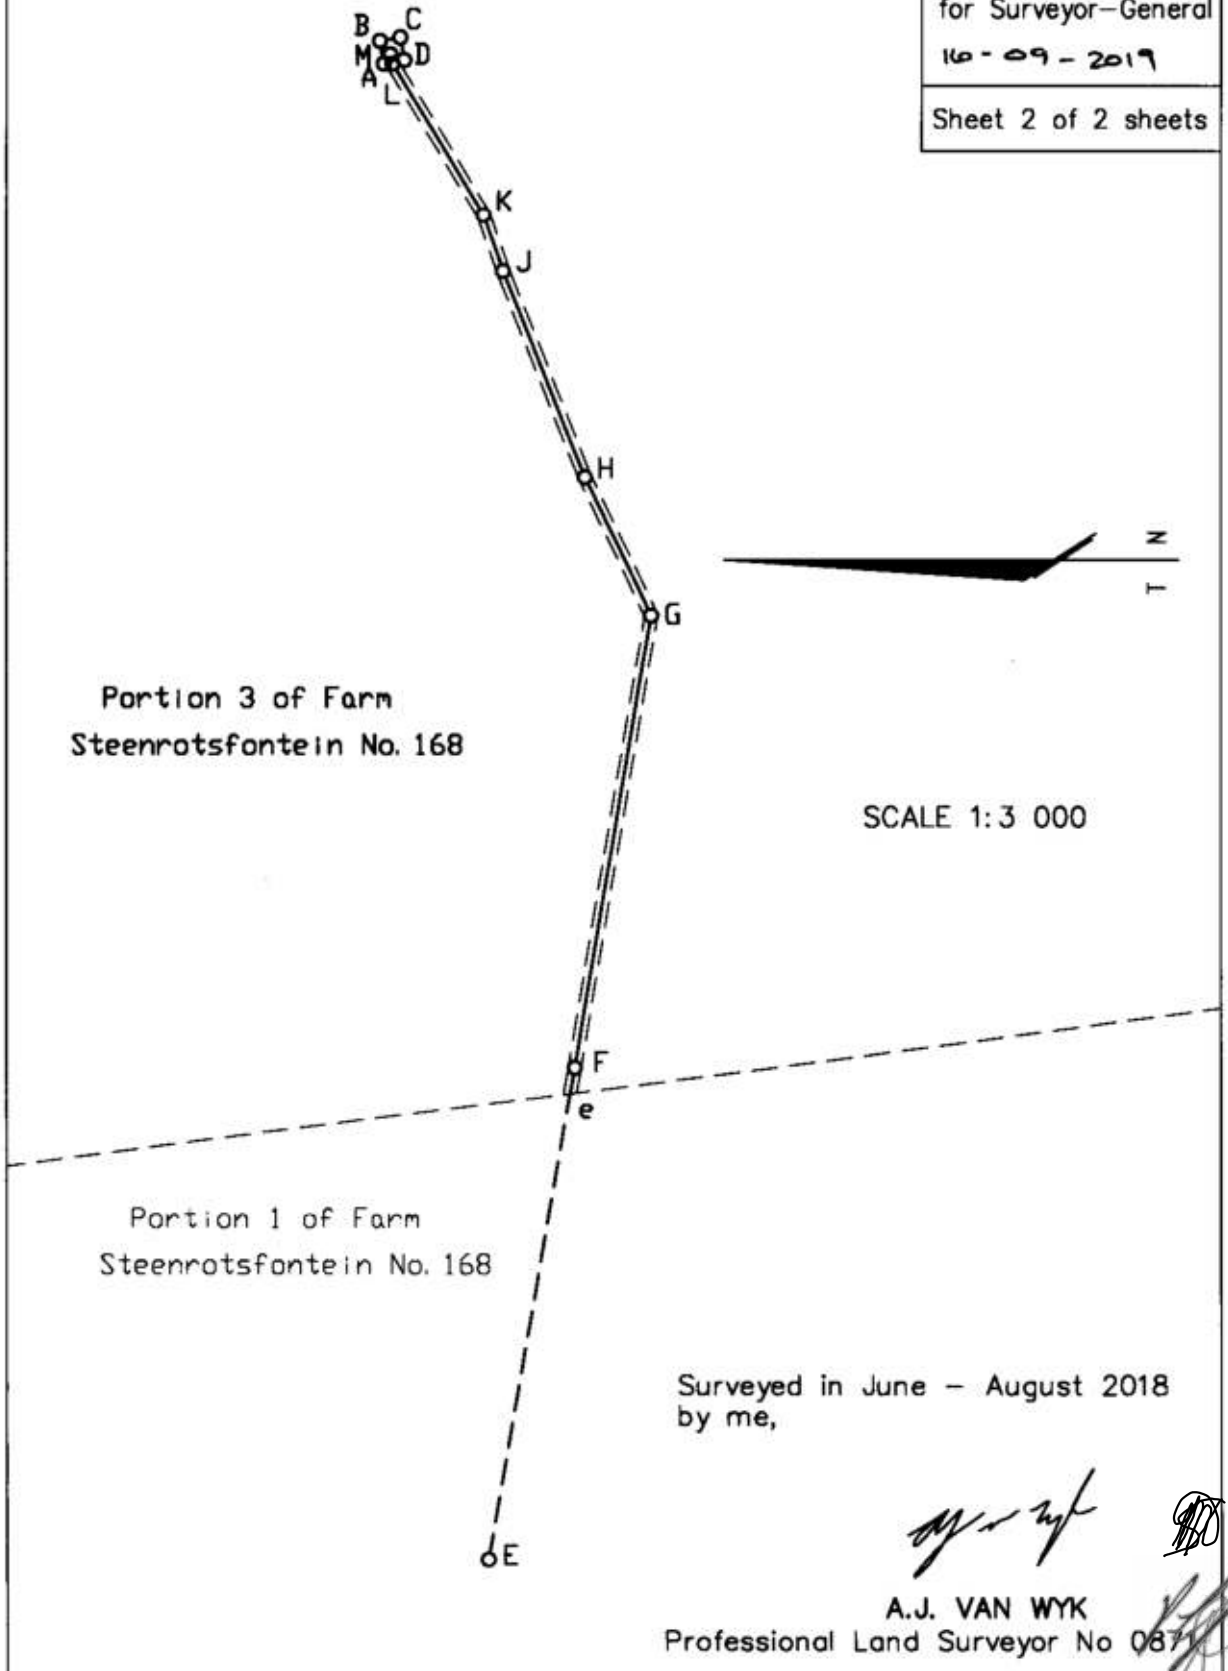 for Surveyor-General
16-09-2019
Sheet 2 of 2 sheets
B
C
M
D
A
L
K
J
H
G
N
T
Portion 3 of Farm
Steenrotsfontein No. 168
SCALE 1:3 000
F
e
Portion 1 of Farm
Steenrotsfontein No. 168
Surveyed in June - August 2018
by me,
E
A.J. VAN WYK
Professional Land Surveyor No 0871